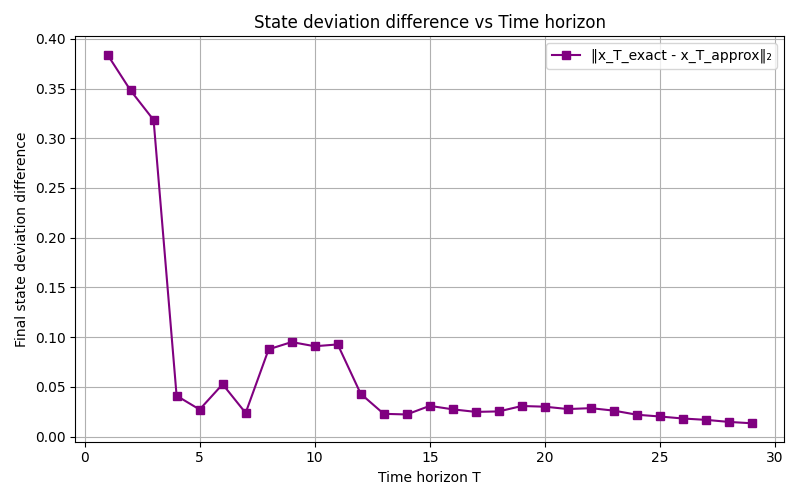 State deviation difference vs Time horizon
‖x_T_exact - x_T_approx‖₂
Final state deviation difference
0.40
0.35
0.30
0.25
0.20
0.15
0.10
0.05
0.00
0 5 10 15 20 25 30
Time horizon T